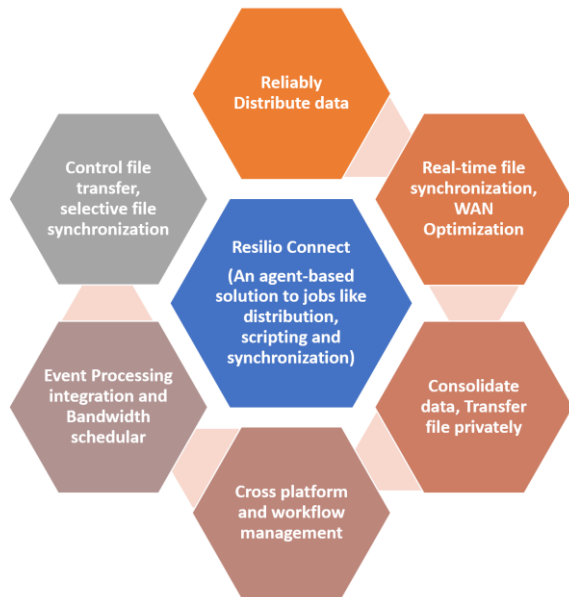 Reliably
Distribute data
Control file
transfer,
selective file
synchronization
Real-time file
synchronization,
WAN
Optimization
Resilio Connect
(An agent-based
solution to jobs like
distribution,
scripting and
synchronization)
Event Processing
integration and
Bandwidth
schedular
Consolidate
data, Transfer
file privately
Cross platform
and workflow
management